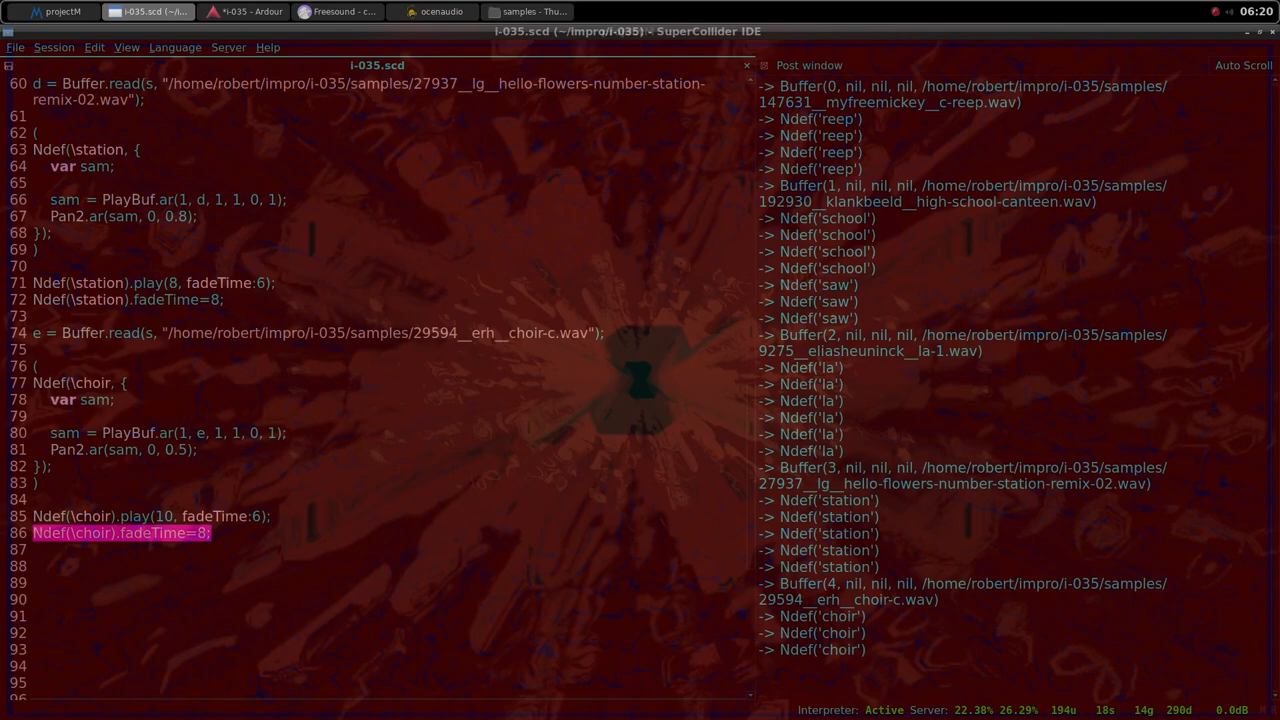 projectM
i-035.scd (~/i...
*i-035 - Ardour
Freesound - c...
ocenaudio
samples - Thu...
06:20
i-035.scd (~/impro/i-035) - SuperCollider IDE
File Session Edit View Language Server Help
i-035.scd
60 d = Buffer.read(s, "/home/robert/impro/i-035/samples/27937__lg__hello-flowers-number-station-
remix-02.wav");
61
62 (
63 Ndef(\station, {
64 var sam;
65
66 sam = PlayBuf.ar(1, d, 1, 1, 0, 1);
67 Pan2.ar(sam, 0, 0.8);
68 });
69 )
70
71 Ndef(\station).play(8, fadeTime:6);
72 Ndef(\station).fadeTime=8;
73
74 e = Buffer.read(s, "/home/robert/impro/i-035/samples/29594__erh__choir-c.wav");
75
76 (
77 Ndef(\choir, {
78 var sam;
79
80 sam = PlayBuf.ar(1, e, 1, 1, 0, 1);
81 Pan2.ar(sam, 0, 0.5);
82 });
83 )
84
85 Ndef(\choir).play(10, fadeTime:6);
86 Ndef(\choir).fadeTime=8;
87
88
89
90
91
92
93
94
95
96
Post window
Auto Scroll
-> Buffer(0, nil, nil, nil, /home/robert/impro/i-035/samples/
147631__myfreemickey__c-reep.wav)
-> Ndef('reep')
-> Ndef('reep')
-> Ndef('reep')
-> Ndef('reep')
-> Buffer(1, nil, nil, nil, /home/robert/impro/i-035/samples/
192930__klankbeeld__high-school-canteen.wav)
-> Ndef('school')
-> Ndef('school')
-> Ndef('school')
-> Ndef('school')
-> Ndef('saw')
-> Ndef('saw')
-> Ndef('saw')
-> Buffer(2, nil, nil, nil, /home/robert/impro/i-035/samples/
9275__eliasheuninck__la-1.wav)
-> Ndef('la')
-> Ndef('la')
-> Ndef('la')
-> Ndef('la')
-> Ndef('la')
-> Ndef('la')
-> Buffer(3, nil, nil, nil, /home/robert/impro/i-035/samples/
27937__lg__hello-flowers-number-station-remix-02.wav)
-> Ndef('station')
-> Ndef('station')
-> Ndef('station')
-> Ndef('station')
-> Ndef('station')
-> Buffer(4, nil, nil, nil, /home/robert/impro/i-035/samples/
29594__erh__choir-c.wav)
-> Ndef('choir')
-> Ndef('choir')
-> Ndef('choir')
Interpreter: Active Server: 22.38% 26.29% 194u 18s 14g 290d 0.0dB